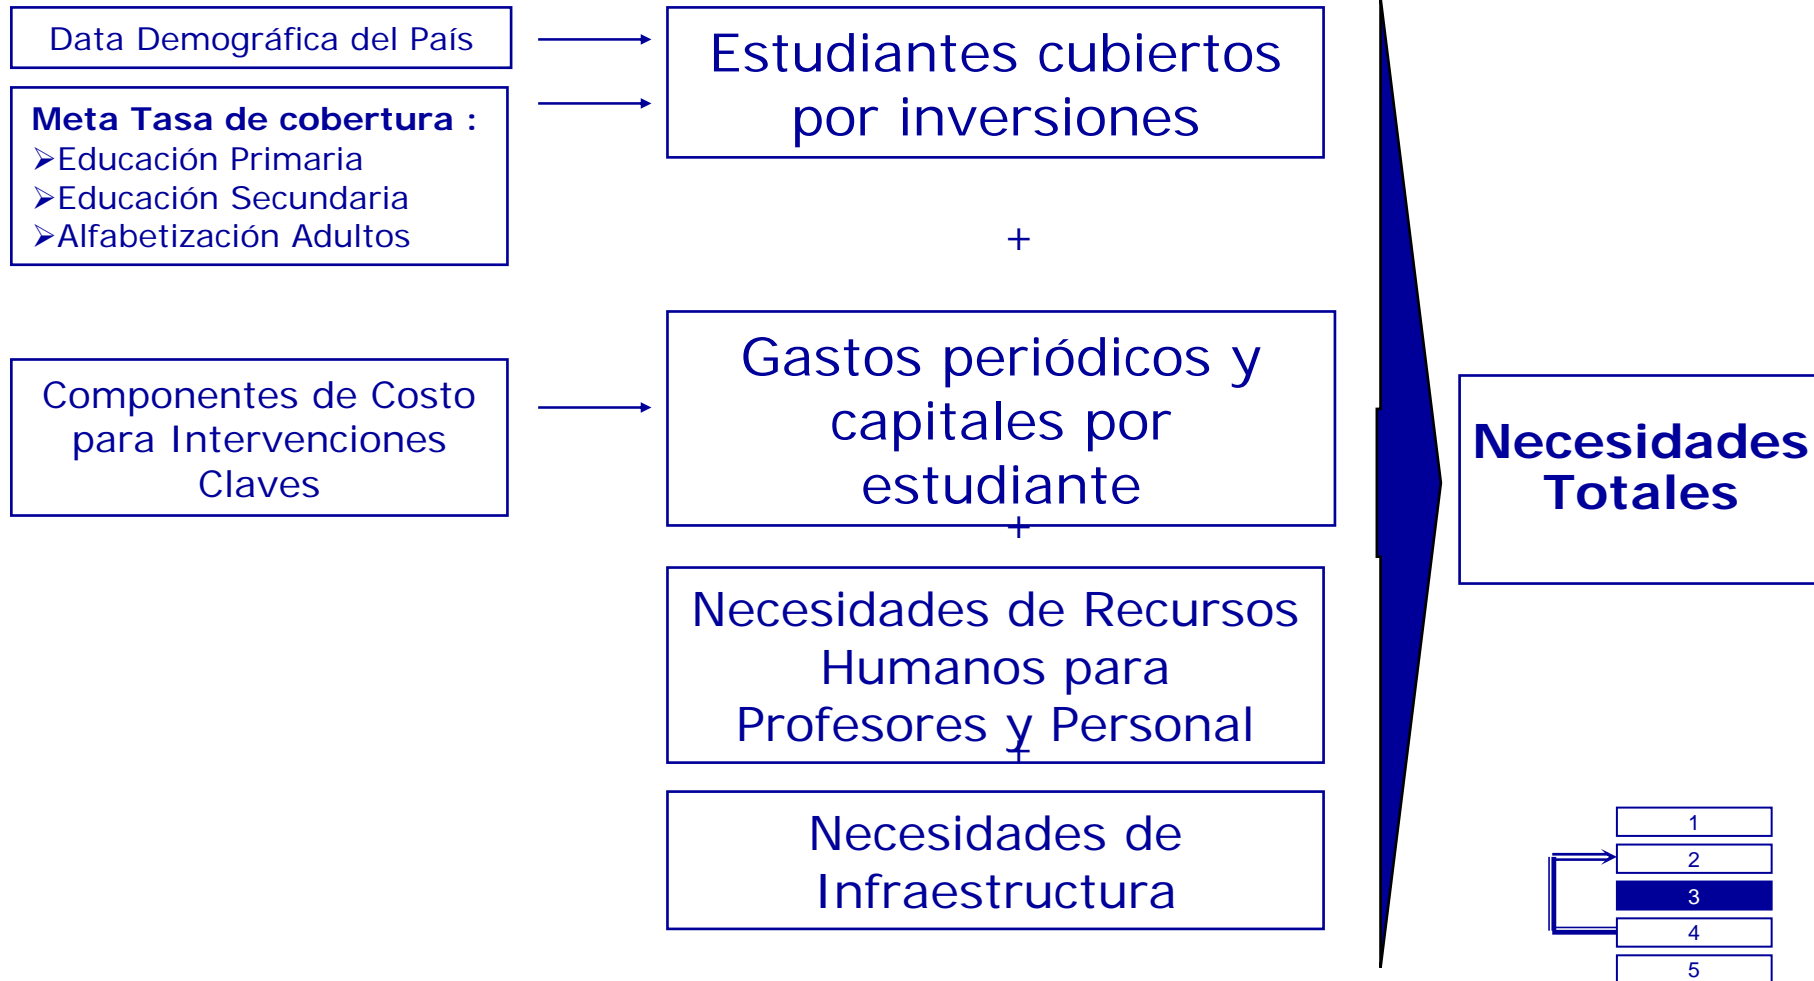 Data Demográfica del País
Meta Tasa de cobertura :
➢Educación Primaria
➢Educación Secundaria
➢Alfabetización Adultos
Componentes de Costo
para Intervenciones
Claves
Estudiantes cubiertos
por inversiones
+
Gastos periódicos y
capitales por
estudiante
+
Necesidades de Recursos
Humanos para
Profesores y Personal
+
Necesidades de
Infraestructura
Necesidades
Totales
1
2
3
4
5